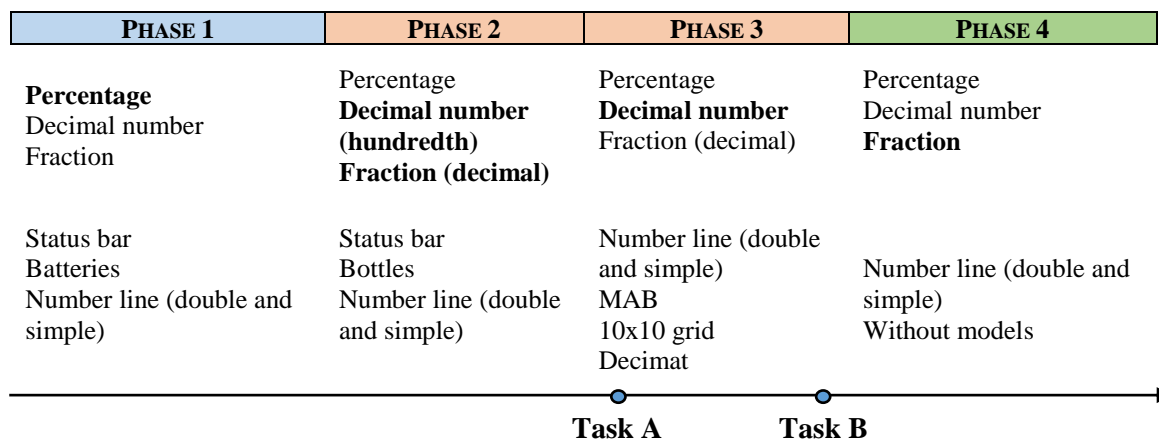 PHASE 1
PHASE 2
PHASE 3
PHASE 4
Percentage
Decimal number
Fraction
Percentage
Decimal number
(hundredth)
Fraction (decimal)
Percentage
Decimal number
Fraction (decimal)
Percentage
Decimal number
Fraction
Status bar
Batteries
Number line (double and
simple)
Status bar
Bottles
Number line (double
and simple)
Number line (double
and simple)
MAB
10x10 grid
Decimat
Number line (double and
simple)
Without models
Task A
Task B